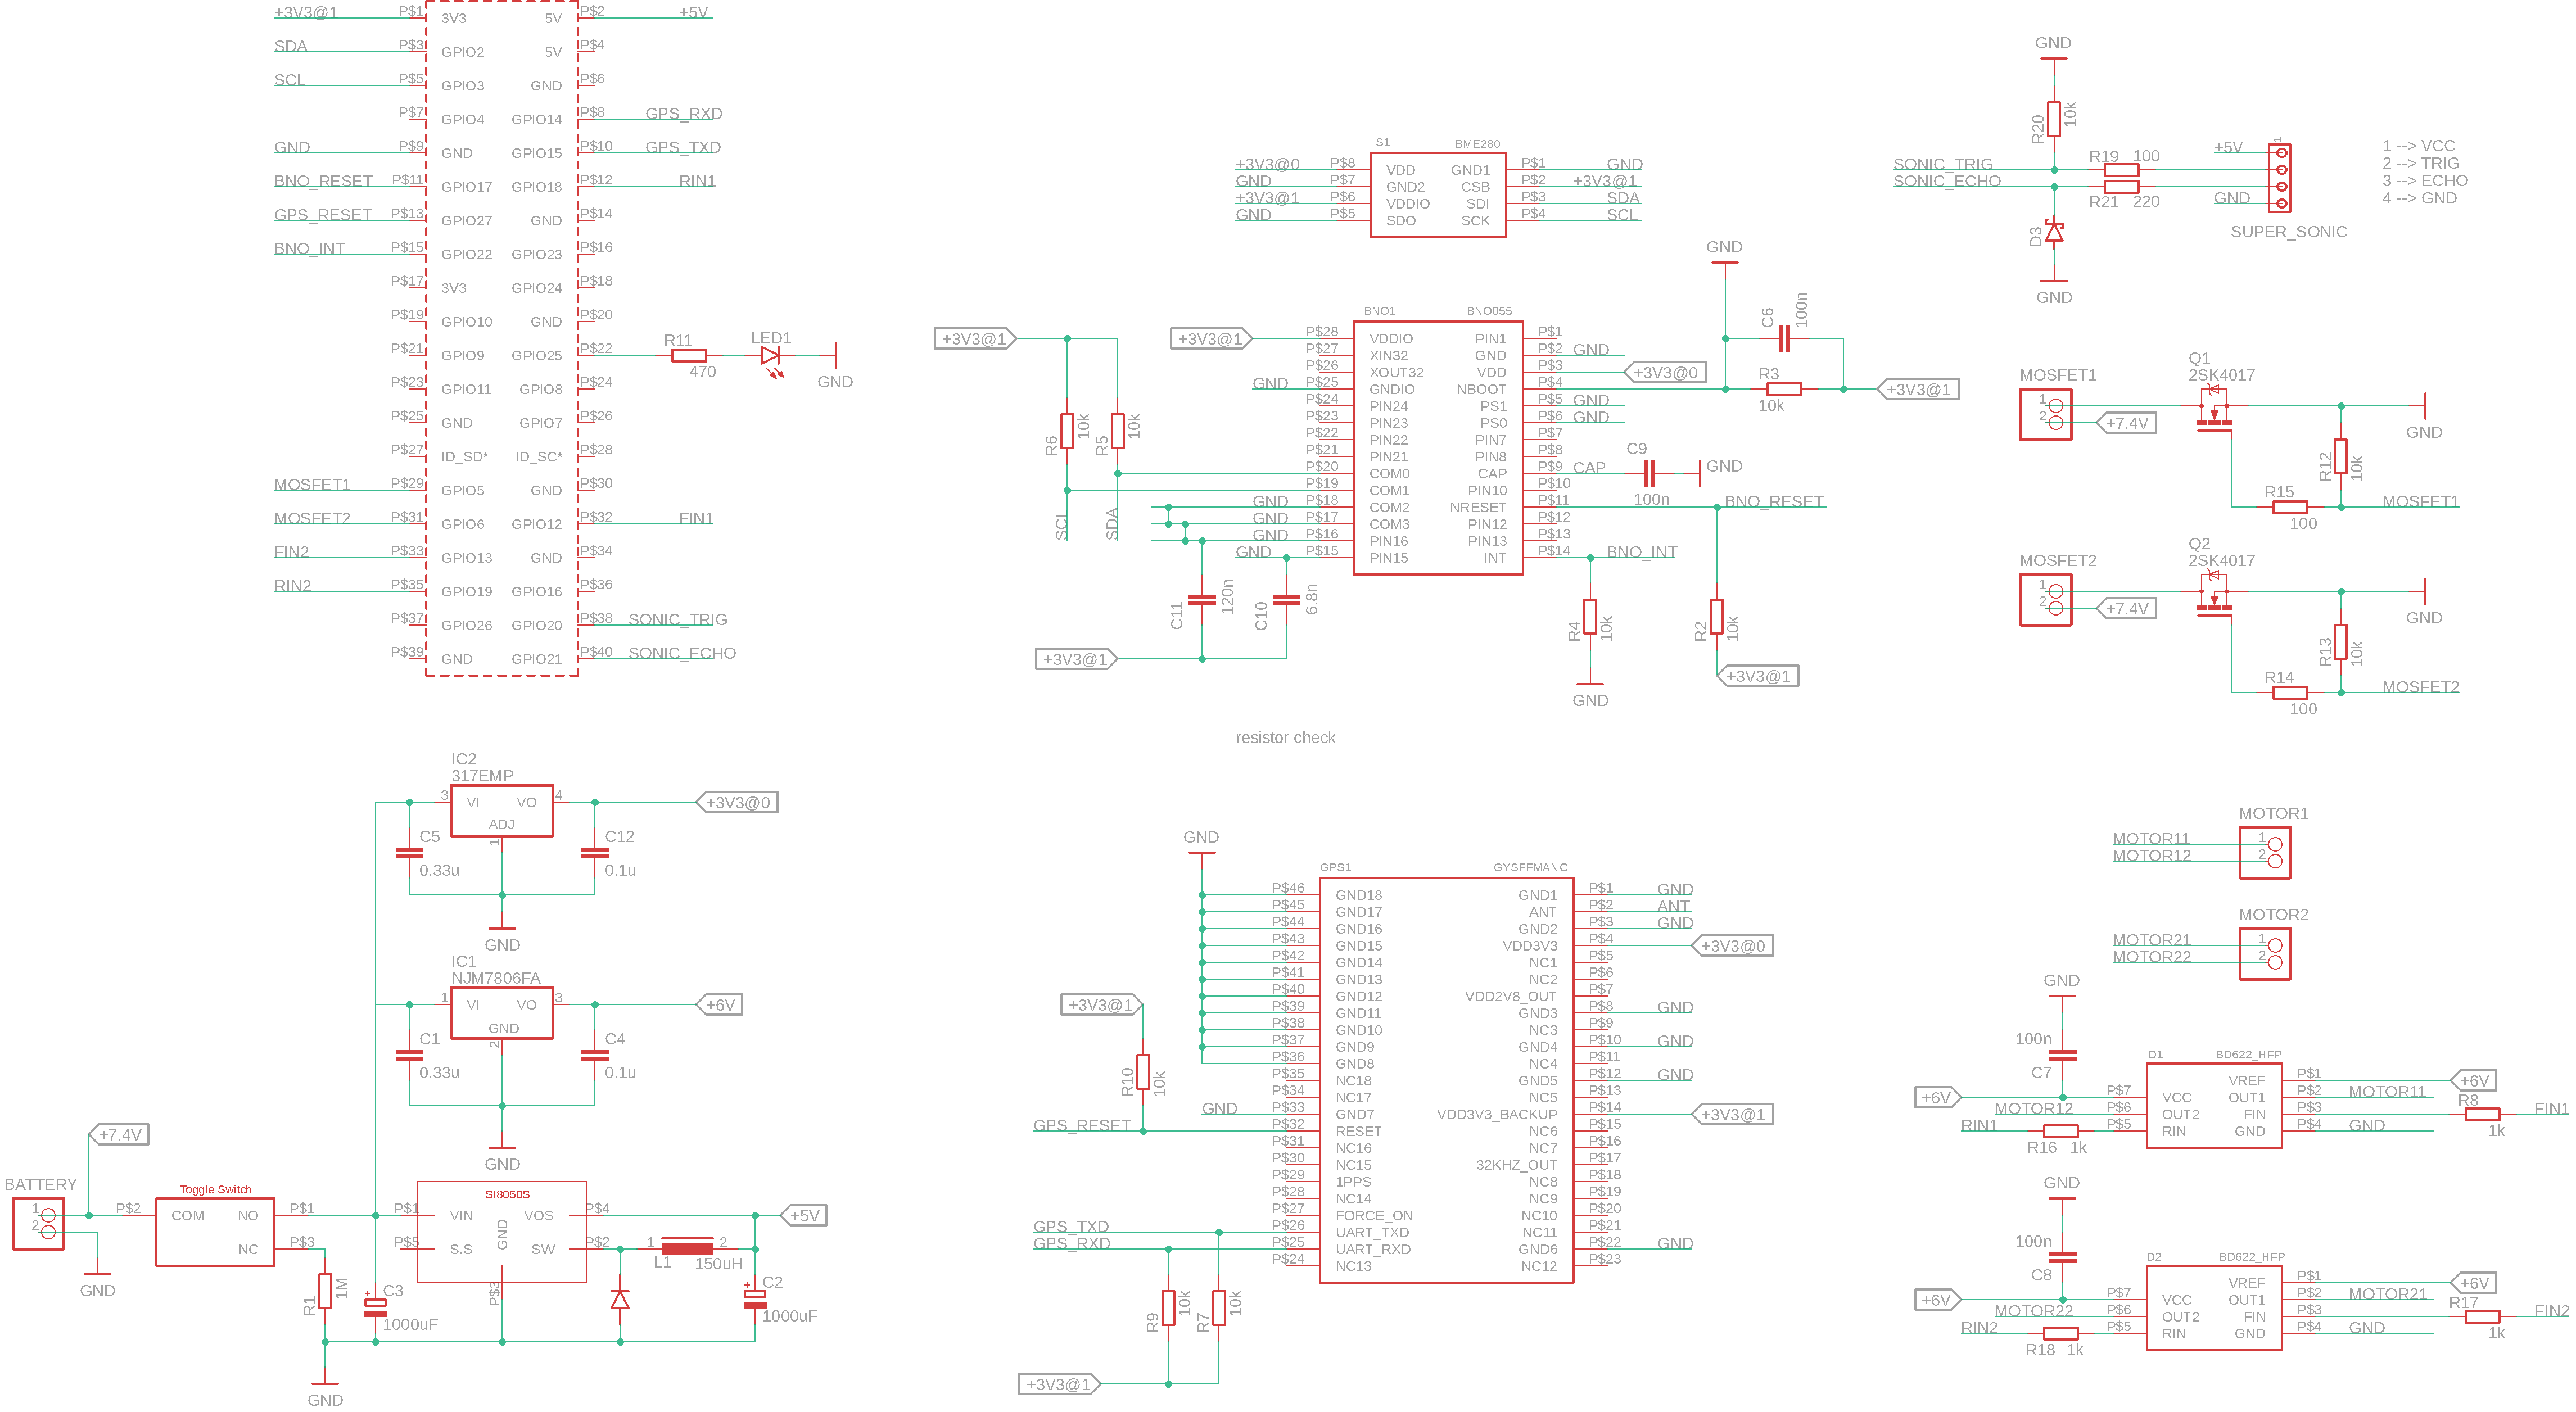 +3V3@1 P$1 3V3 5V P$2 +5V
SDA P$3 GPIO2 5V P$4
SCL P$5 GPIO3 GND P$6
P$7 GPIO4 GPIO14 P$8 GPS_RXD
GND P$9 GND GPIO15 P$10 GPS_TXD
BNO_RESET P$11 GPIO17 GPIO18 P$12 RIN1
GPS_RESET P$13 GPIO27 GND P$14
BNO_INT P$15 GPIO22 GPIO23 P$16
P$17 3V3 GPIO24 P$18
P$19 GPIO10 GND P$20
P$21 GPIO9 GPIO25 P$22
R11
470
LED1
GND
P$23 GPIO11 GPIO8 P$24
P$25 GND GPIO7 P$26
P$27 ID_SD* ID_SC* P$28
MOSFET1 P$29 GPIO5 GND P$30
MOSFET2 P$31 GPIO6 GPIO12 P$32 FIN1
FIN2 P$33 GPIO13 GND P$34
RIN2 P$35 GPIO19 GPIO16 P$36
P$37 GPIO26 GPIO20 P$38 SONIC_TRIG
P$39 GND GPIO21 P$40 SONIC_ECHO
S1 BME280
+3V3@0 P$8 VDD GND1 P$1 GND
GND P$7 GND2 CSB P$2 +3V3@1
+3V3@1 P$6 VDDIO SDI P$3 SDA
GND P$5 SDO SCK P$4 SCL
BNO1 BNO055
+3V3@1 P$28 VDDIO PIN1 P$1
P$27 XIN32 GND P$2 GND
P$26 XOUT32 VDD P$3 +3V3@0
GND P$25 GNDIO NBOOT P$4
P$24 PIN24 PS1 P$5 GND
P$23 PIN23 PS0 P$6 GND
P$22 PIN22 PIN7 P$7
P$21 PIN21 PIN8 P$8
P$20 COM0 CAP P$9 CAP
P$19 COM1 PIN10 P$10
GND P$18 COM2 NRESET P$11 BNO_RESET
GND P$17 COM3 PIN12 P$12
GND P$16 PIN16 PIN13 P$13
GND P$15 PIN15 INT P$14 BNO_INT
+3V3@1
R6 10k
R5 10k
SCL
SDA
C11 120n
C10 6.8n
+3V3@1
GND
C6 100n
R3
10k
+3V3@1
C9
100n
GND
R4 10k
GND
R2 10k
+3V3@1
resistor check
GND
R20 10k
SONIC_TRIG R19 100
SONIC_ECHO R21 220
D3
GND
+5V
GND
1
SUPER_SONIC
1 --> VCC
2 --> TRIG
3 --> ECHO
4 --> GND
MOSFET1
1
2
+7.4V
Q1
2SK4017
GND
R12 10k
R15
100
MOSFET1
MOSFET2
1
2
+7.4V
Q2
2SK4017
GND
R13 10k
R14
100
MOSFET2
IC2
317EMP
3 VI VO 4
ADJ
1
+3V3@0
C5
0.33u
C12
0.1u
GND
IC1
NJM7806FA
1 VI VO 3
GND
2
+6V
C1
0.33u
C4
0.1u
GND
+7.4V
BATTERY
1
2
GND
Toggle Switch
P$2 COM NO P$1
NC P$3
R1 1M
GND
C3
+
1000uF
SI8050S
P$1 VIN VOS P$4
P$5 S.S SW P$2
GND
P$3
1 2
L1 150uH
+5V
C2
+
1000uF
GND
GPS1 GYSFFMANC
P$46 GND18 GND1 P$1 GND
P$45 GND17 ANT P$2 ANT
P$44 GND16 GND2 P$3 GND
P$43 GND15 VDD3V3 P$4 +3V3@0
P$42 GND14 NC1 P$5
P$41 GND13 NC2 P$6
P$40 GND12 VDD2V8_OUT P$7
P$39 GND11 GND3 P$8 GND
P$38 GND10 NC3 P$9
P$37 GND9 GND4 P$10 GND
P$36 GND8 NC4 P$11
P$35 NC18 GND5 P$12 GND
P$34 NC17 NC5 P$13
GND P$33 GND7 VDD3V3_BACKUP P$14 +3V3@1
GPS_RESET P$32 RESET NC6 P$15
P$31 NC16 NC7 P$16
P$30 NC15 32KHZ_OUT P$17
P$29 1PPS NC8 P$18
P$28 NC14 NC9 P$19
P$27 FORCE_ON NC10 P$20
GPS_TXD P$26 UART_TXD NC11 P$21
GPS_RXD P$25 UART_RXD GND6 P$22 GND
P$24 NC13 NC12 P$23
+3V3@1
R10 10k
R9 10k
R7 10k
+3V3@1
MOTOR1
MOTOR11 1
MOTOR12 2
MOTOR2
MOTOR21 1
MOTOR22 2
GND
100n
C7
D1 BD622_HFP
+6V P$7 VCC VREF P$1 +6V
MOTOR12 P$6 OUT2 OUT1 P$2 MOTOR11
RIN1 P$5 RIN FIN P$3 R8 FIN1
R16 1k GND P$4 GND 1k
GND
100n
C8
D2 BD622_HFP
+6V P$7 VCC VREF P$1 +6V
MOTOR22 P$6 OUT2 OUT1 P$2 MOTOR21
RIN2 P$5 RIN FIN P$3 R17 FIN2
R18 1k GND P$4 GND 1k